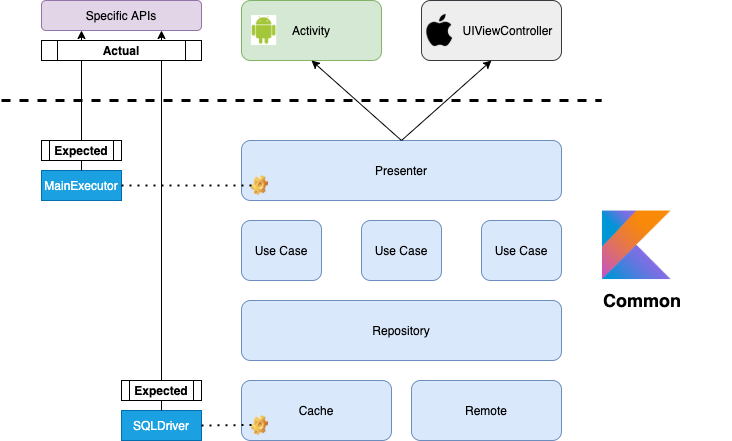 Specific APIs
Activity
UIViewController
Actual
Expected
MainExecutor
Presenter
Use Case
Use Case
Use Case
Common
Repository
Expected
SQLDriver
Cache
Remote